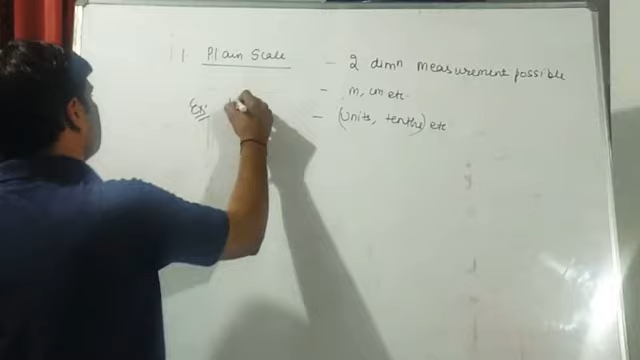 1. Plain Scale - 2 dimn measurement possible
- m, cm etc.
Ex: - (Units, tenths) etc